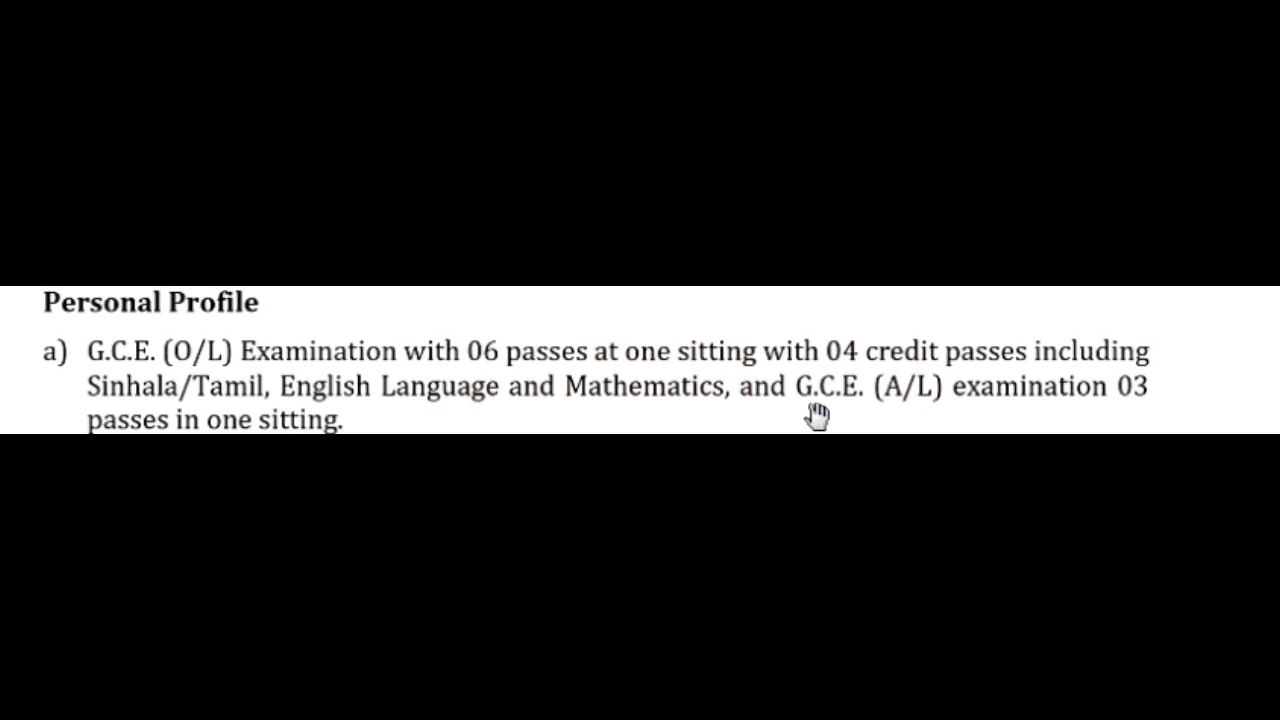 Personal Profile
a) G.C.E. (O/L) Examination with 06 passes at one sitting with 04 credit passes including
Sinhala/Tamil, English Language and Mathematics, and G.C.E. (A/L) examination 03
passes in one sitting.